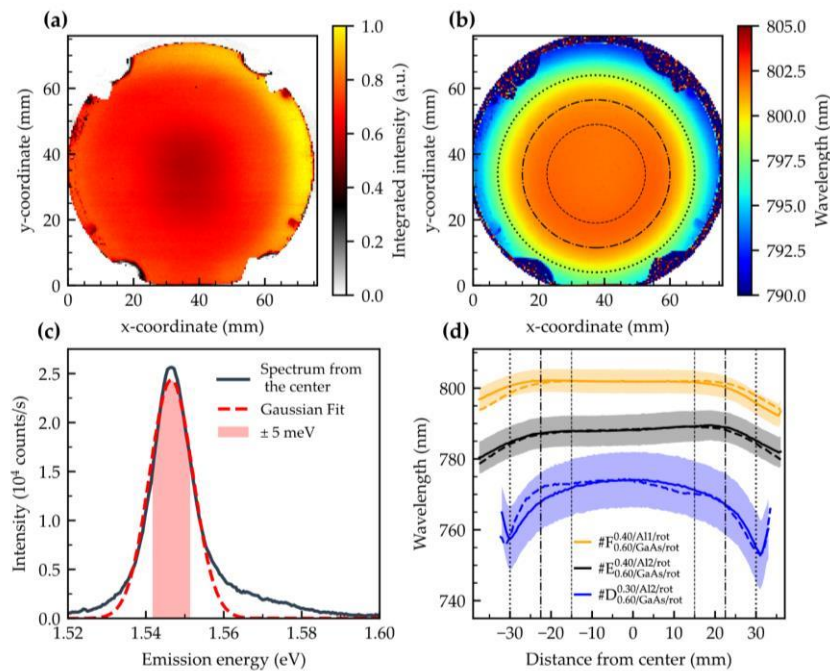 (a)
y-coordinate (mm)
60
40
20
0
0 20 40 60
x-coordinate (mm)
1.0
0.8
0.6
0.4
0.2
0.0
Integrated intensity (a.u.)
(b)
y-coordinate (mm)
60
40
20
0
0 20 40 60
x-coordinate (mm)
805.0
802.5
800.0
797.5
795.0
792.5
790.0
Wavelength (nm)
(c)
Intensity (10⁴ counts/s)
2.5
2.0
1.5
1.0
0.5
0.0
Spectrum from
the center
Gaussian Fit
± 5 meV
1.52 1.54 1.56 1.58 1.60
Emission energy (eV)
(d)
Wavelength (nm)
800
780
760
740
#F 0.40/Al1/rot
0.60/GaAs/rot
#E 0.40/Al2/rot
0.60/GaAs/rot
#D 0.30/Al2/rot
0.60/GaAs/rot
−30 −20 −10 0 10 20 30
Distance from center (mm)